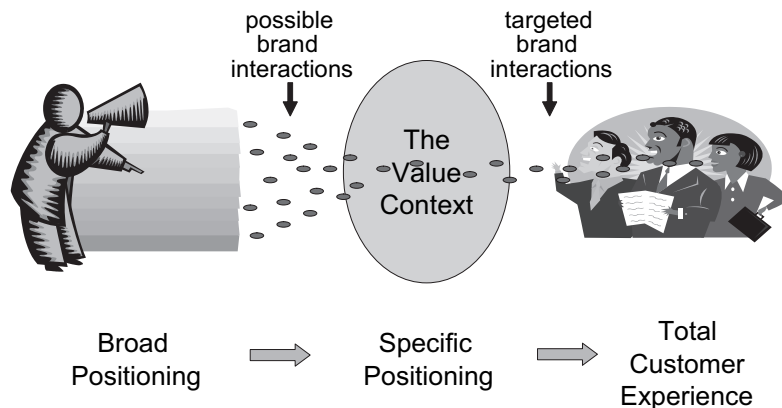 possible
brand
interactions
targeted
brand
interactions
The
Value
Context
Broad
Positioning
Specific
Positioning
Total
Customer
Experience